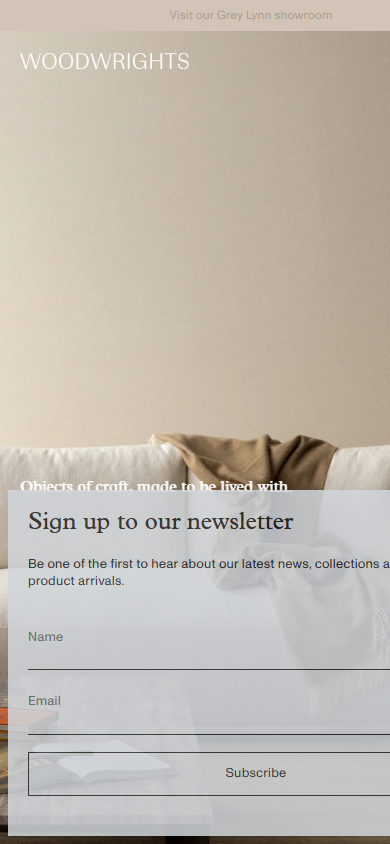 Visit our Grey Lynn showroom
WOODWRIGHTS
Objects of craft, made to be lived with.
Sign up to our newsletter
Be one of the first to hear about our latest news, collections a
product arrivals.
Name
Email
Subscribe